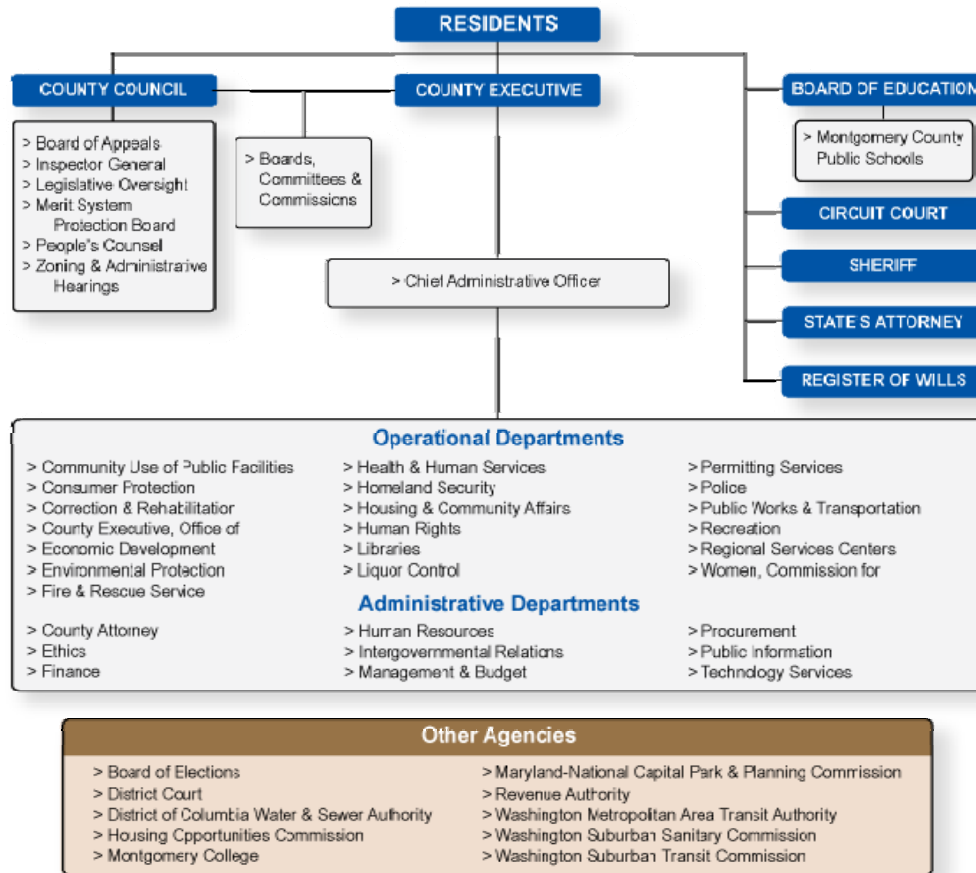 RESIDENTS
COUNTY COUNCIL
COUNTY EXECUTIVE
BOARD OF EDUCATION
> Board of Appeals
> Inspector General
> Legislative Oversight
> Merit System
Protection Board
> People's Counsel
> Zoning & Administrative
Hearings
> Boards,
Committees &
Commissions
> Montgomery County
Public Schools
CIRCUIT COURT
SHERIFF
STATE'S ATTORNEY
REGISTER OF WILLS
> Chief Administrative Officer
Operational Departments
> Community Use of Public Facilities
> Consumer Protection
> Correction & Rehabilitation
> County Executive, Office of
> Economic Development
> Environmental Protection
> Fire & Rescue Service
> Health & Human Services
> Homeland Security
> Housing & Community Affairs
> Human Rights
> Libraries
> Liquor Control
> Permitting Services
> Police
> Public Works & Transportation
> Recreation
> Regional Services Centers
> Women, Commission for
Administrative Departments
> County Attorney
> Ethics
> Finance
> Human Resources
> Intergovernmental Relations
> Management & Budget
> Procurement
> Public Information
> Technology Services
Other Agencies
> Board of Elections
> District Court
> District of Columbia Water & Sewer Authority
> Housing Opportunities Commission
> Montgomery College
> Maryland-National Capital Park & Planning Commission
> Revenue Authority
> Washington Metropolitan Area Transit Authority
> Washington Suburban Sanitary Commission
> Washington Suburban Transit Commission